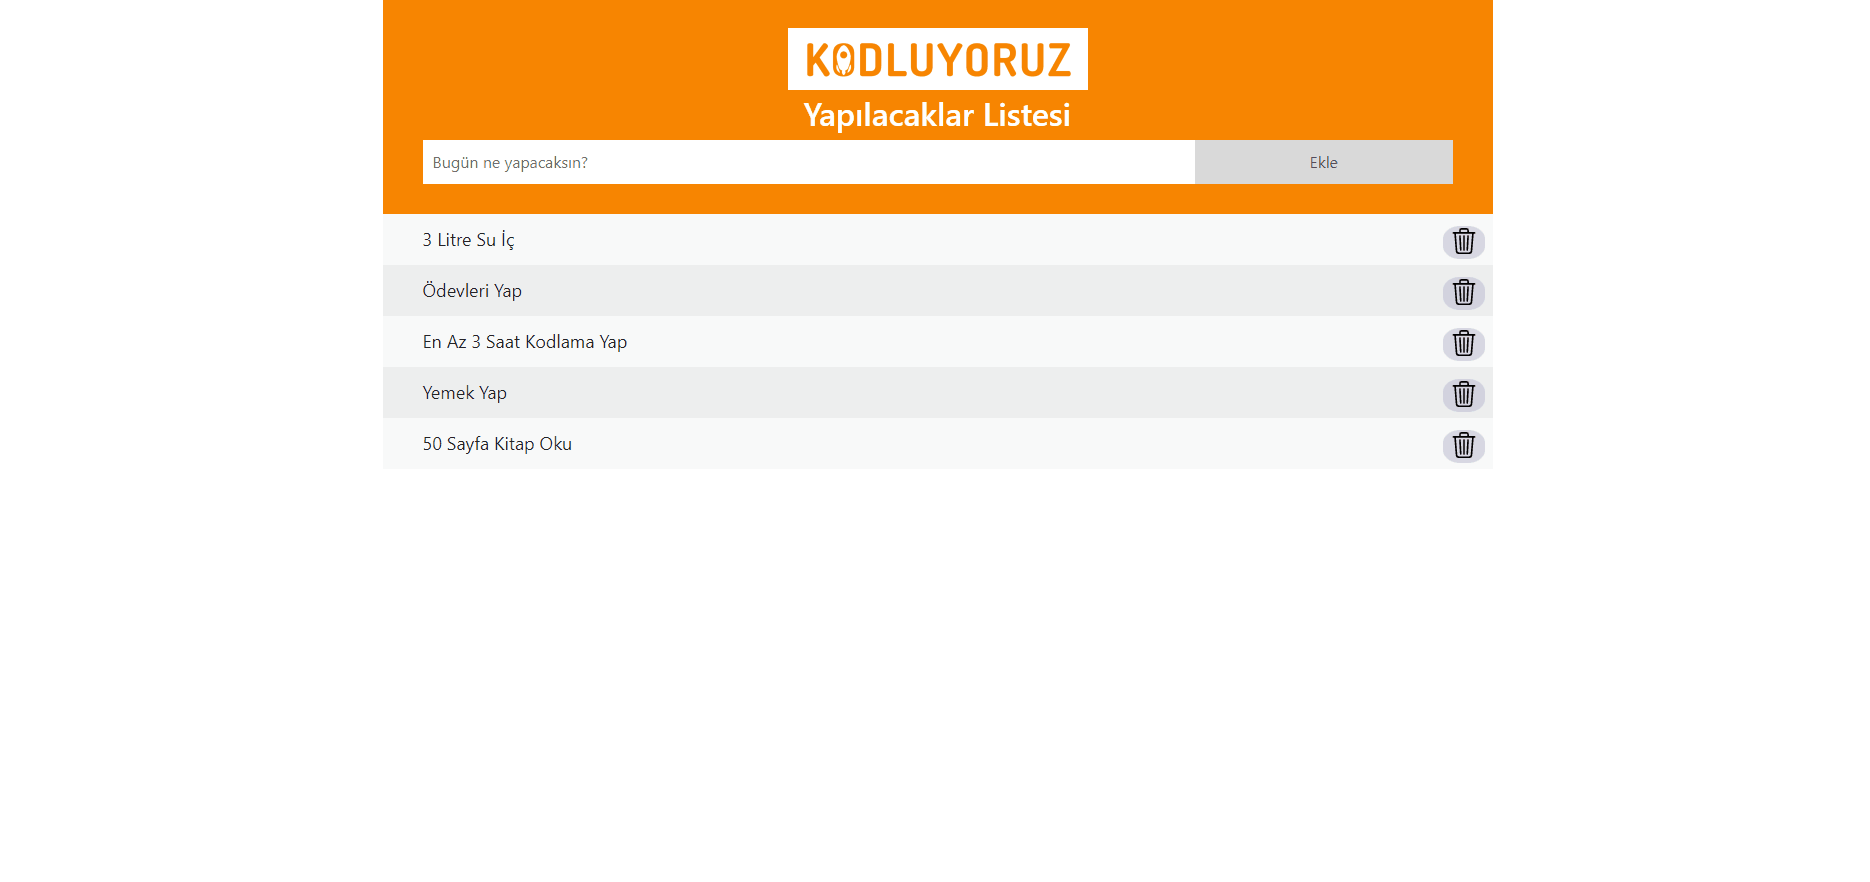 KODLUYORUZ
Yapılacaklar Listesi
Bugün ne yapacaksın?
Ekle
3 Litre Su İç
Ödevleri Yap
En Az 3 Saat Kodlama Yap
Yemek Yap
50 Sayfa Kitap Oku